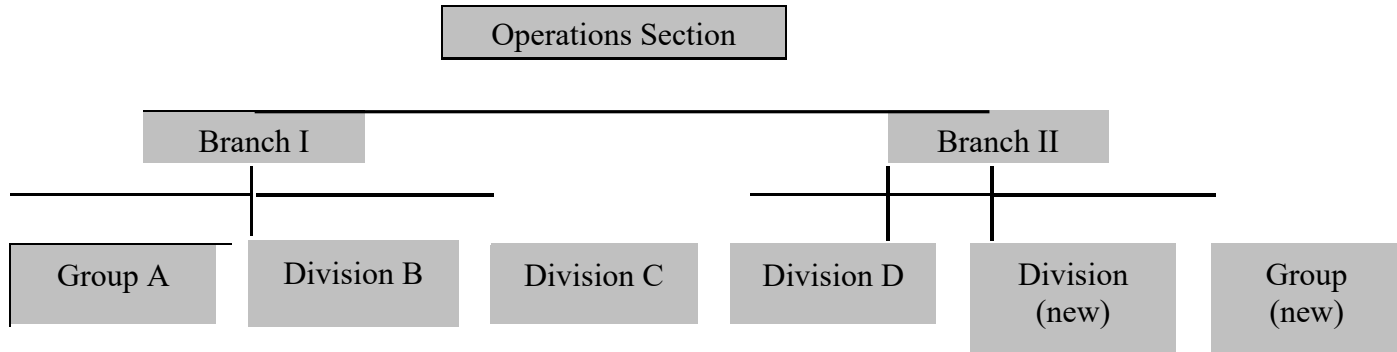 Operations Section
Branch I
Branch II
Group A
Division B
Division C
Division D
Division
(new)
Group
(new)